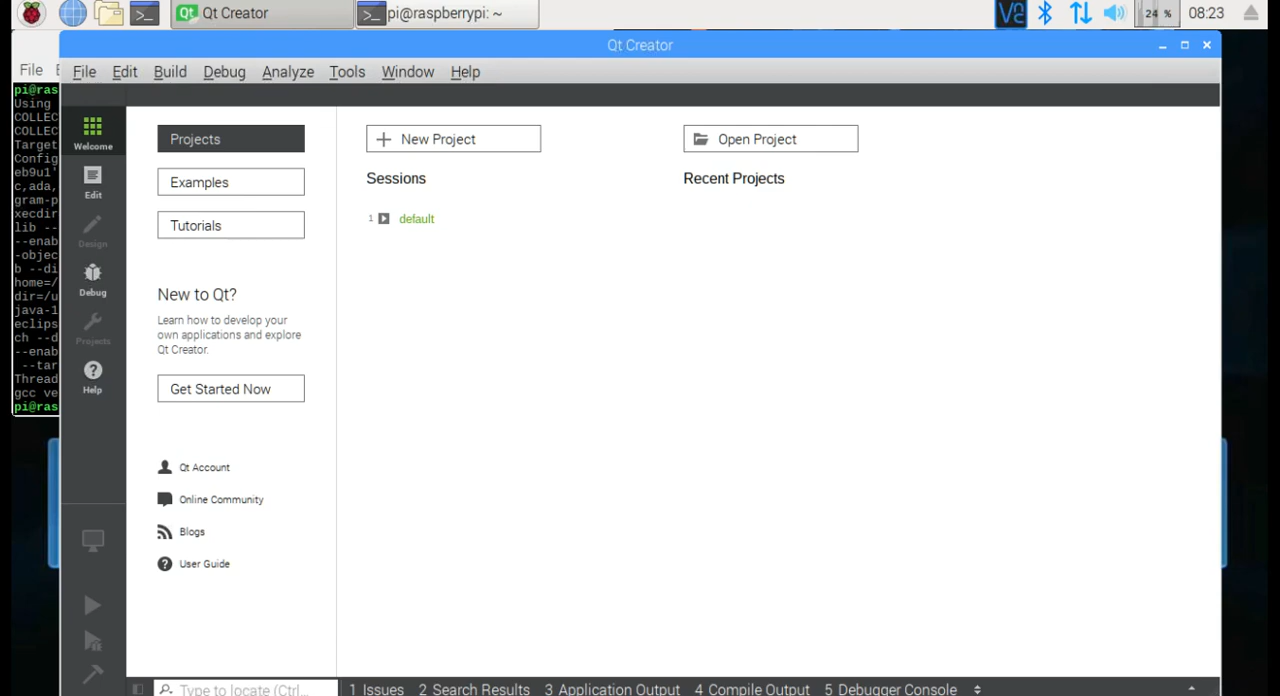 Qt Qt Creator
>_ pi@raspberrypi: ~
V2
24 %
08:23
Qt Creator
File
File Edit Build Debug Analyze Tools Window Help
pi@ras
Using
COLLEC
COLLEC
Target
Config
eb9u1'
c,ada,
gram-p
xecdir
lib --
--enab
-objec
b --di
home=/
dir=/u
java-1
eclips
ch --d
--enab
--tar
Thread
gcc ve
pi@ras
Welcome
Edit
Design
Debug
Projects
Help
Projects
Examples
Tutorials
New to Qt?
Learn how to develop your
own applications and explore
Qt Creator.
Get Started Now
Qt Account
Online Community
Blogs
User Guide
New Project
Open Project
Sessions
Recent Projects
1 default
Type to locate (Ctrl...
1 Issues 2 Search Results 3 Application Output 4 Compile Output 5 Debugger Console